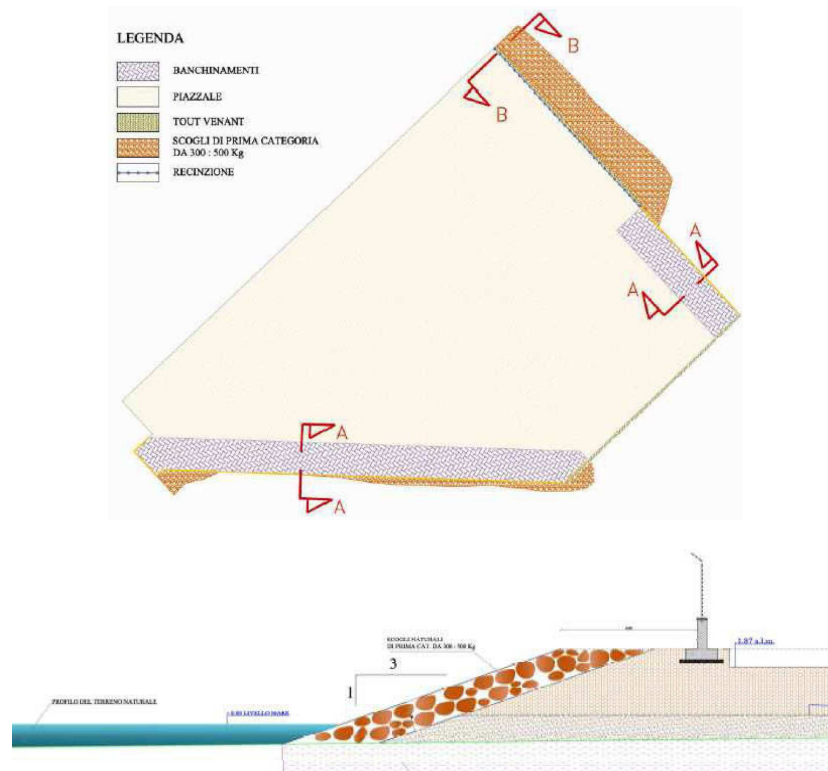 LEGENDA
BANCHINAMENTI
PIAZZALE
TOUT VENANT
SCOGLI DI PRIMA CATEGORIA
DA 300 : 500 Kg
RECINZIONE
B
B
A
A
A
A
SCOGLI NATURALI
DI PRIMA CAT. DA 300 : 500 Kg
1.87 s.l.m.
3
1
PROFILO DEL TERRENO NATURALE
LIVELLO MARE